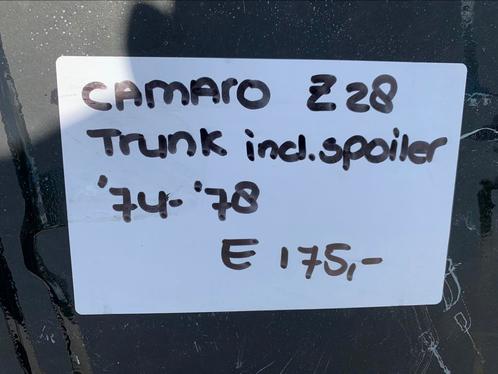 CAMARO Z28
Trunk incl. spoiler
'74-'78
E 175,-